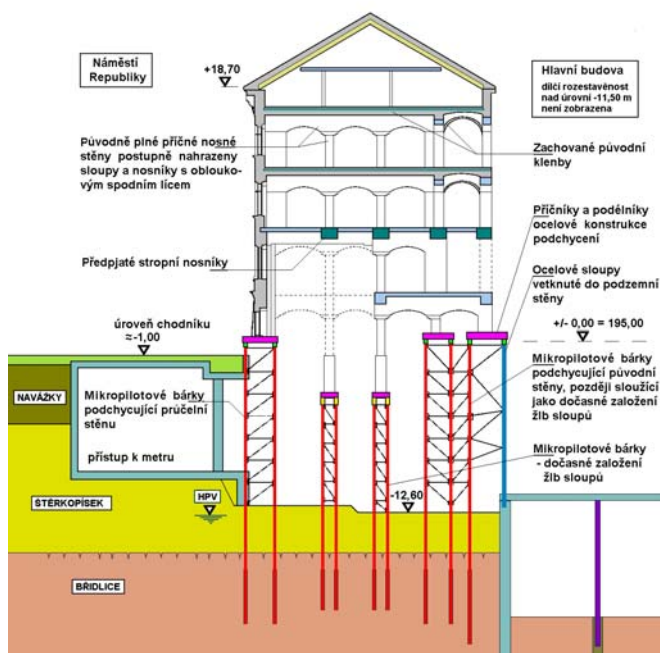 Náměstí
Republiky
+18,70
Hlavní budova
dílčí rozestavěnost
nad úrovní -11,50 m
není zobrazena
Původně plné příčné nosné
stěny postupně nahrazeny
sloupy a nosníky s oblouko-
vým spodním lícem
Zachované původní
klenby
Předpjaté stropní nosníky
Příčníky a podélníky
ocelové konstrukce
podchycení
Ocelové sloupy
vetknuté do podzemní
stěny
úroveň chodníku
≈-1,00
+/- 0,00 = 195,00
NAVÁŽKY
Mikropilotové bárky
podchycující průčelní
stěnu
Mikropilotové bárky
podchycující původní
stěny, později sloužící
jako dočasné založení
žlb sloupů
přístup k metru
Mikropilotové bárky
- dočasné založení
žlb sloupů
ŠTĚRKOPÍSEK
HPV
-12,60
BŘIDLICE